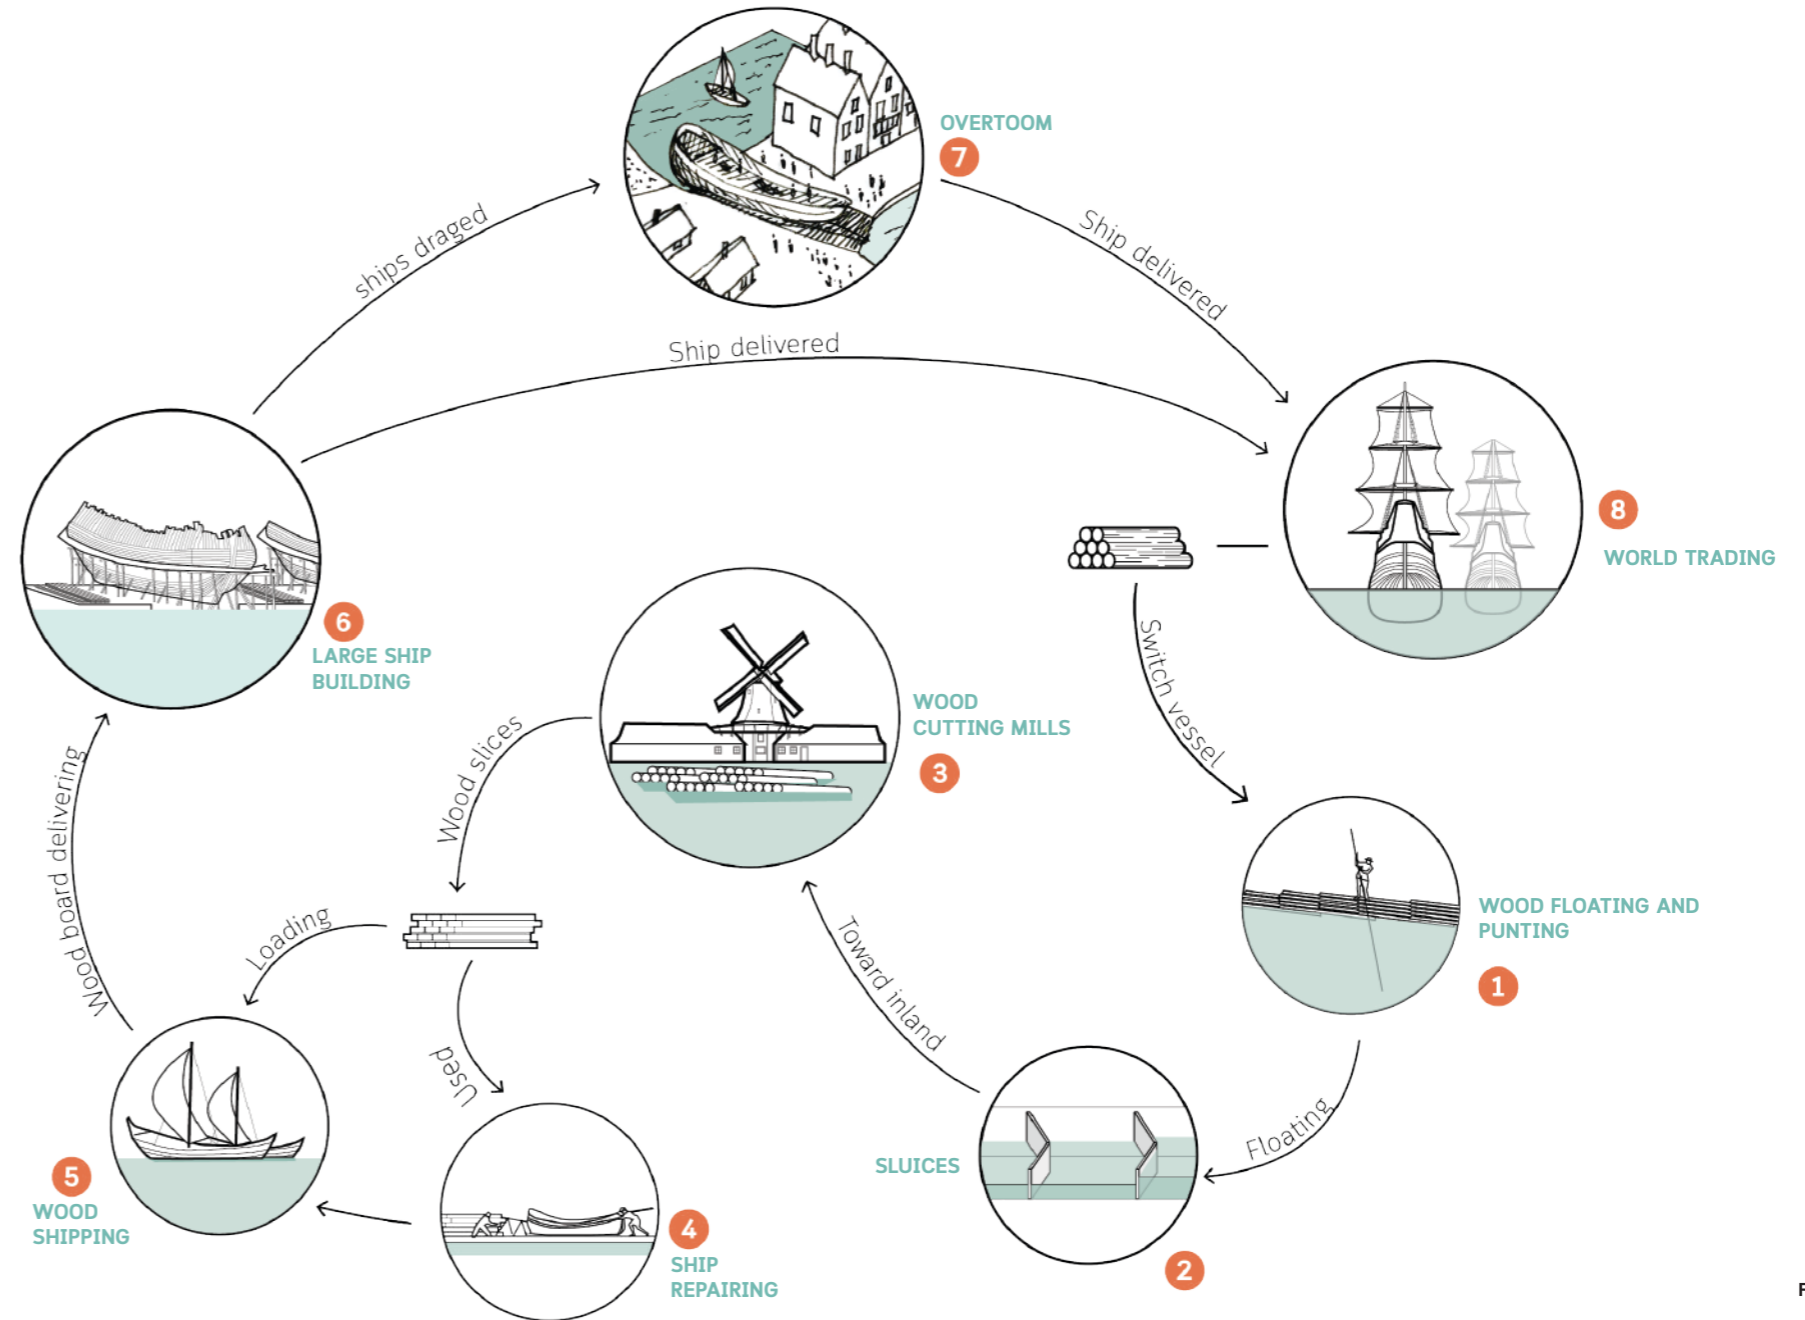 OVERTOOM
7
ships draged
Ship delivered
Ship delivered
8
WORLD TRADING
6
LARGE SHIP
BUILDING
Switch vessel
WOOD
CUTTING MILLS
3
Wood slices
Wood board delivering
Loading
Used
Toward inland
WOOD FLOATING AND
PUNTING
1
Floating
SLUICES
2
5
WOOD
SHIPPING
4
SHIP
REPAIRING
F